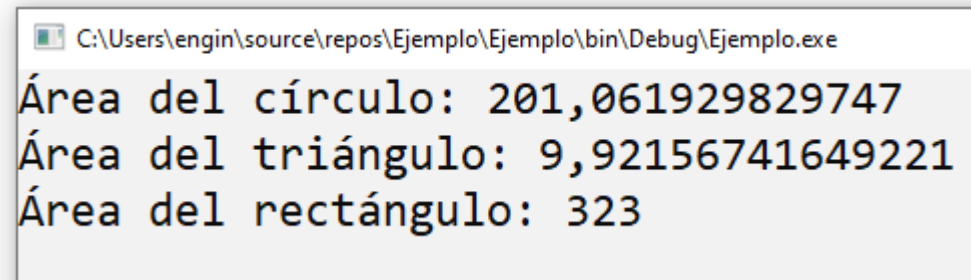 C:\Users\engin\source\repos\Ejemplo\Ejemplo\bin\Debug\Ejemplo.exe
Área del círculo: 201,061929829747
Área del triángulo: 9,92156741649221
Área del rectángulo: 323